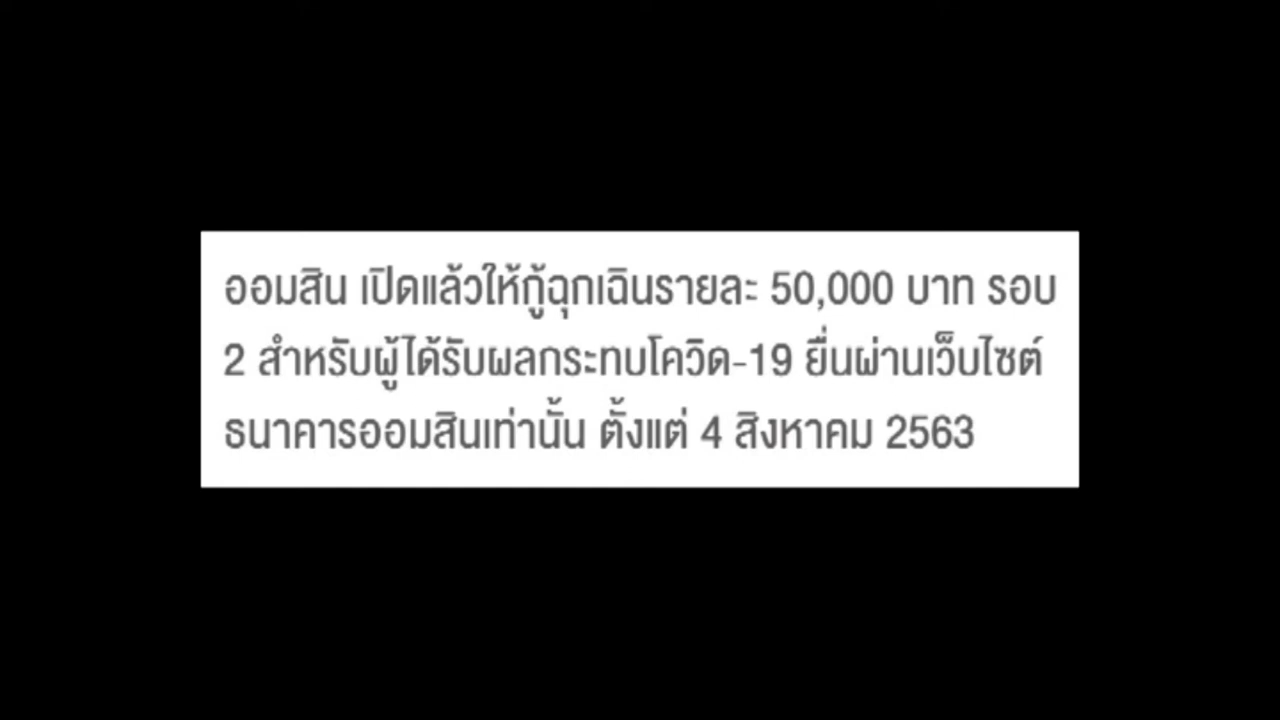 ออมสิน เปิดแล้วให้กู้ฉุกเฉินรายละ 50,000 บาท รอบ
2 สำหรับผู้ได้รับผลกระทบโควิด-19 ยื่นผ่านเว็บไซต์
ธนาคารออมสินเท่านั้น ตั้งแต่ 4 สิงหาคม 2563